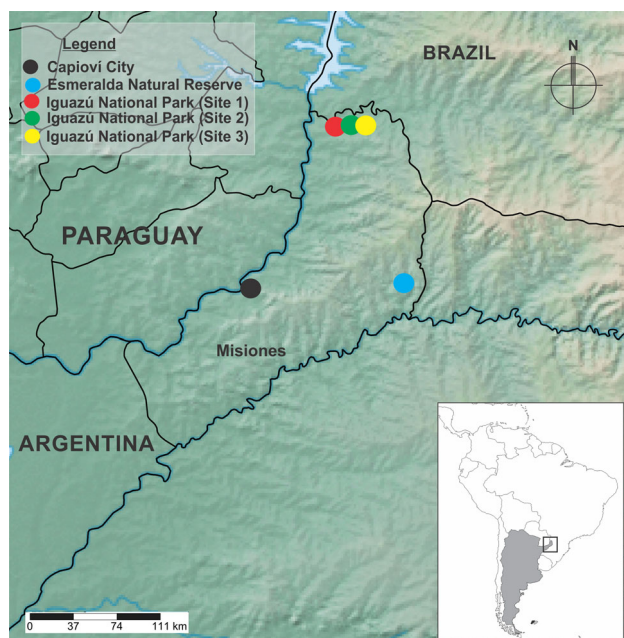 Legend
Capioví City
Esmeralda Natural Reserve
Iguazú National Park (Site 1)
Iguazú National Park (Site 2)
Iguazú National Park (Site 3)
BRAZIL
N
PARAGUAY
Misiones
ARGENTINA
0 37 74 111 km